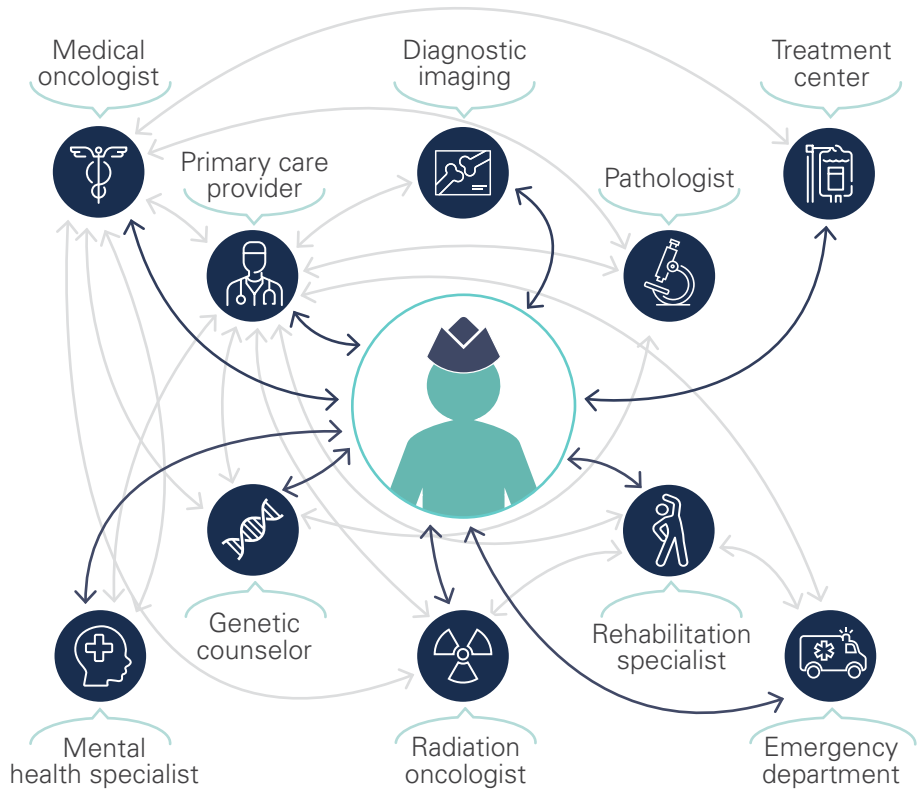 Medical
oncologist
Diagnostic
imaging
Treatment
center
Primary care
provider
Pathologist
Genetic
counselor
Rehabilitation
specialist
Mental
health specialist
Radiation
oncologist
Emergency
department